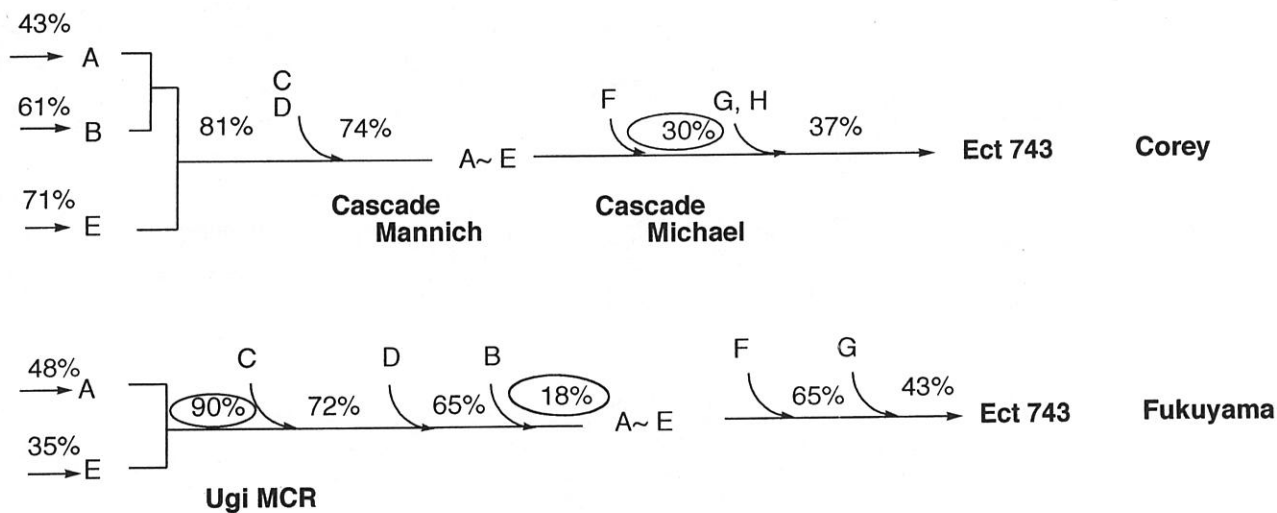 43%
A
C
D
61%
B
81%
74%
A~ E
F
30%
G, H
37%
Ect 743
Corey
71%
E
Cascade
Mannich
Cascade
Michael
48%
A
C
D
B
F
G
90%
72%
65%
18%
A~ E
65%
43%
Ect 743
Fukuyama
35%
E
Ugi MCR